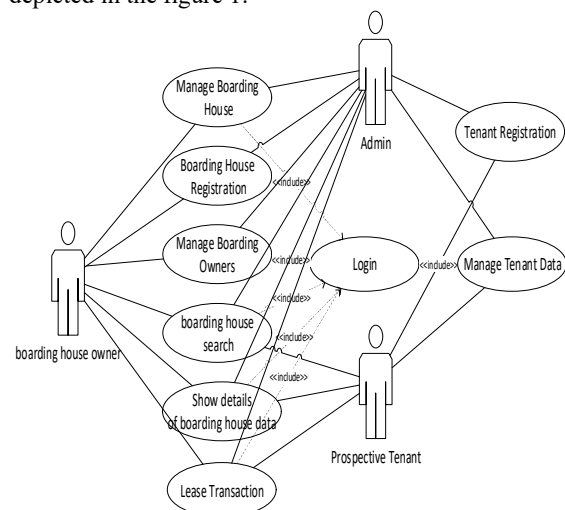 depicted in the figure 1.
Manage Boarding
House
Admin
Tenant Registration
Boarding House
Registration
<<include>>
Manage Boarding
Owners
<<include>>
Login
<<include>>
Manage Tenant Data
boarding house owner
boarding house
search
<<include>>
<<include>>
Show details
of boarding house data
Prospective Tenant
Lease Transaction